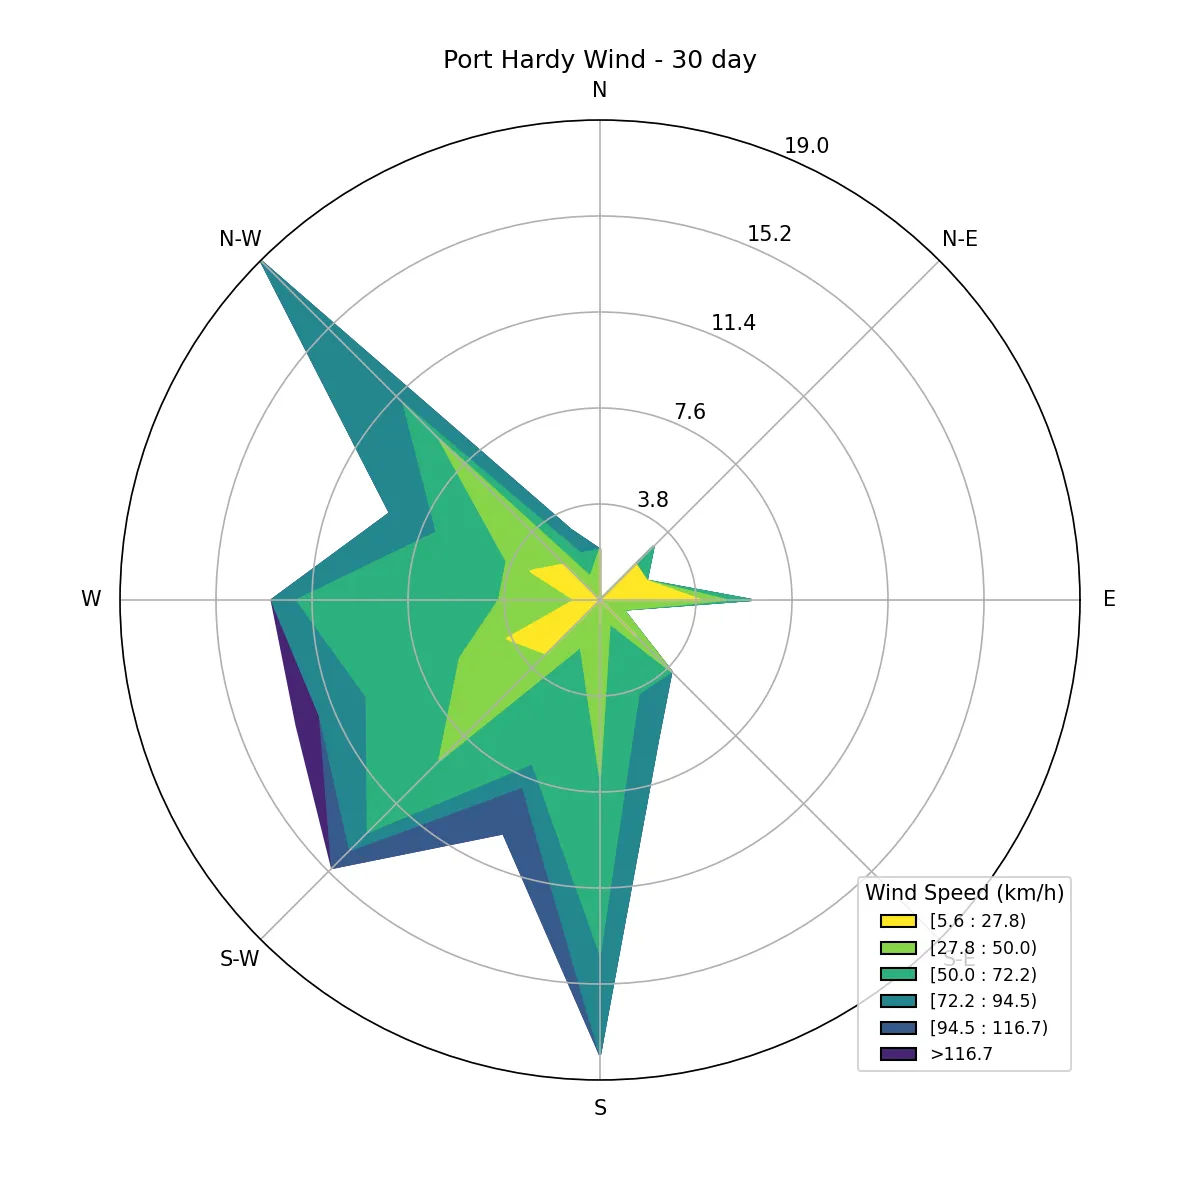 Port Hardy Wind - 30 day
N
19.0
N-W
N-E
15.2
11.4
7.6
3.8
W
E
S-W
S-E
S
Wind Speed (km/h)
[5.6 : 27.8)
[27.8 : 50.0)
[50.0 : 72.2)
[72.2 : 94.5)
[94.5 : 116.7)
>116.7